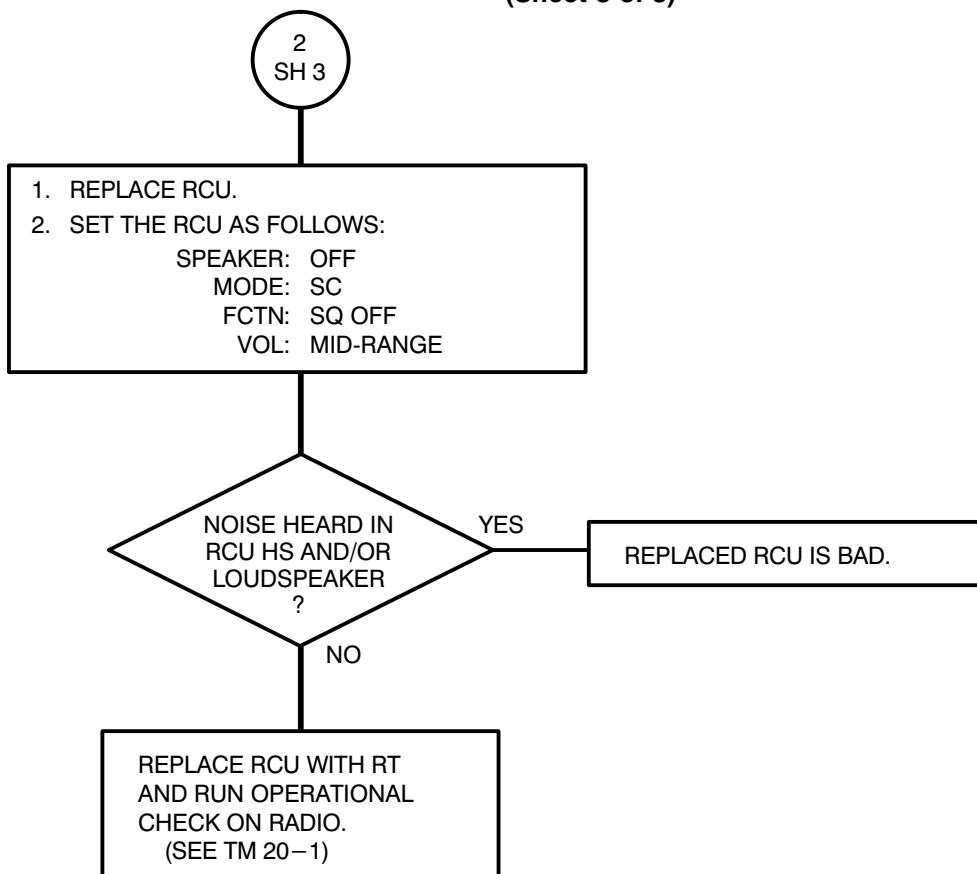 2
SH 3
1. REPLACE RCU.
2. SET THE RCU AS FOLLOWS:
SPEAKER: OFF
MODE: SC
FCTN: SQ OFF
VOL: MID-RANGE
NOISE HEARD IN
RCU HS AND/OR
LOUDSPEAKER
?
YES
REPLACED RCU IS BAD.
NO
REPLACE RCU WITH RT
AND RUN OPERATIONAL
CHECK ON RADIO.
(SEE TM 20−1)